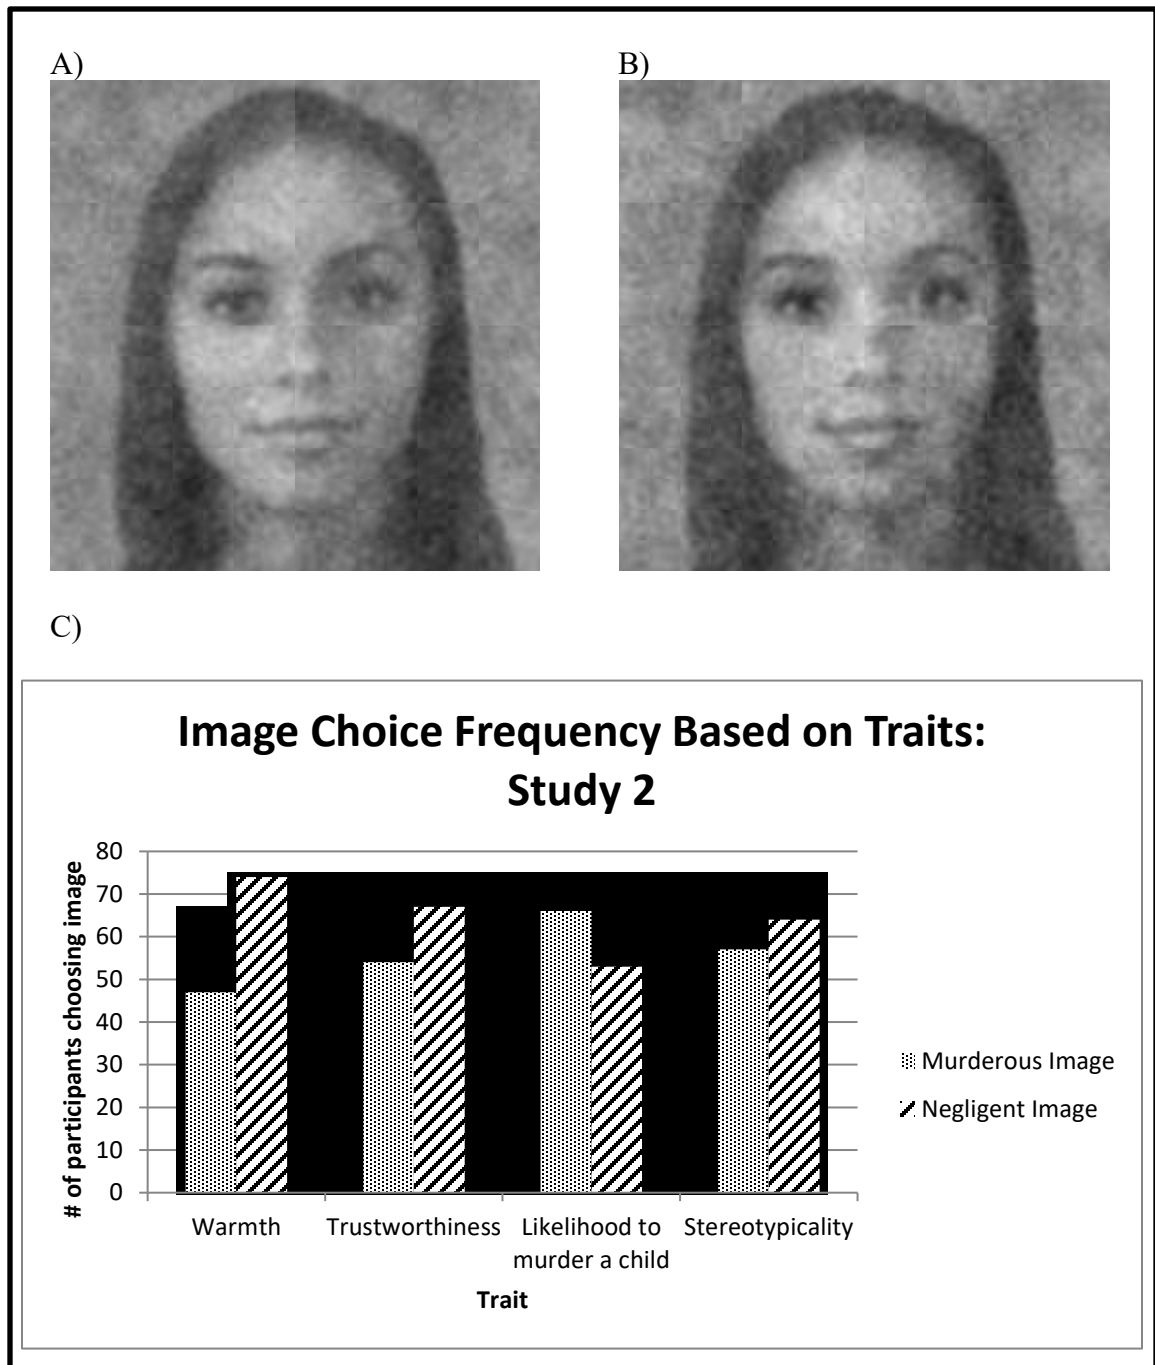 A)
B)
C)
Image Choice Frequency Based on Traits:
Study 2
# of participants choosing image
80
70
60
50
40
30
20
10
0
Warmth
Trustworthiness
Likelihood to
murder a child
Stereotypicality
Trait
Murderous Image
Negligent Image